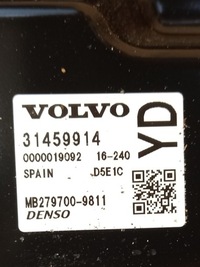 VOLVO
31459914
0000019092 16-240
SPAIN D5E1C
MB279700-9811
DENSO
YD